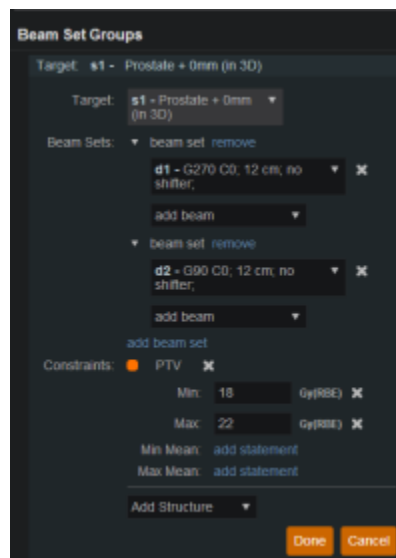 Beam Set Groups
Target: s1 - Prostate + 0mm (in 3D)
Target: s1 - Prostate + 0mm
(in 3D)
Beam Sets: beam set remove
d1 - G270 C0; 12 cm; no
shifter;
add beam
beam set remove
d2 - G90 C0; 12 cm; no
shifter;
add beam
add beam set
Constraints: PTV
Min: 18 Gy(RBE)
Max: 22 Gy(RBE)
Min Mean: add statement
Max Mean: add statement
Add Structure
Done Cancel